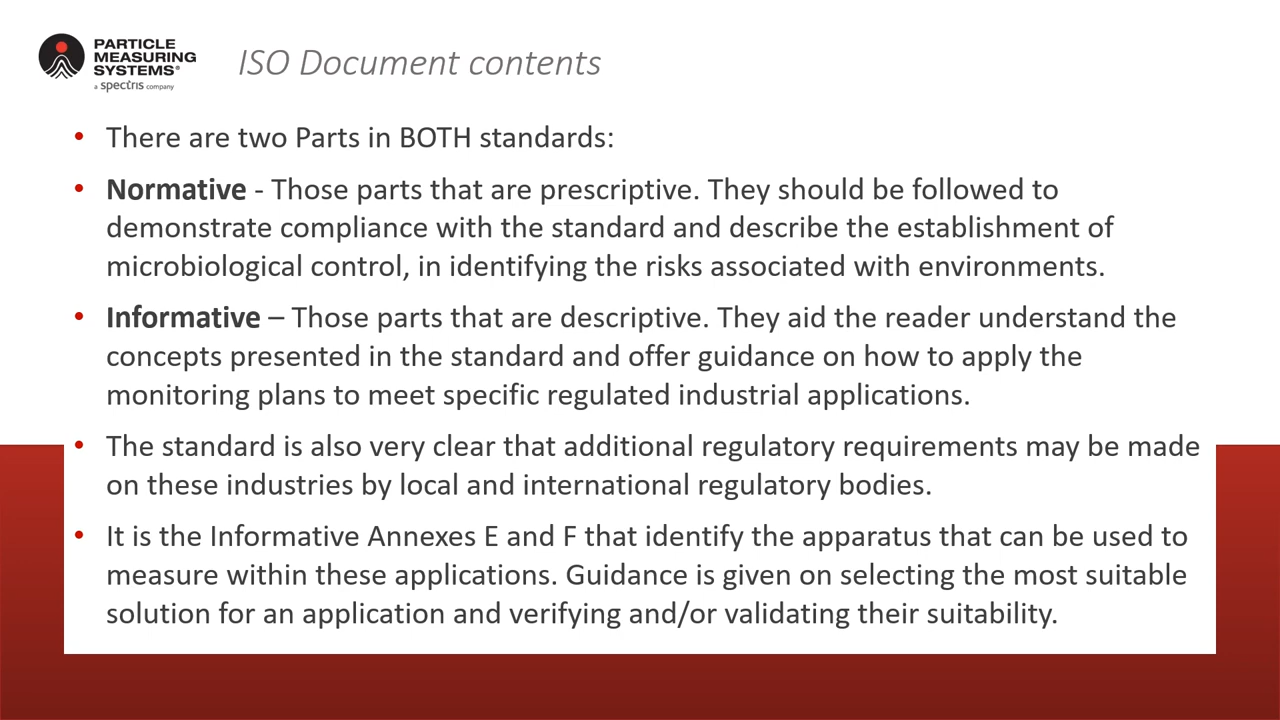 PARTICLE
MEASURING
SYSTEMS®
a spectris company
ISO Document contents
• There are two Parts in BOTH standards:
• Normative - Those parts that are prescriptive. They should be followed to
demonstrate compliance with the standard and describe the establishment of
microbiological control, in identifying the risks associated with environments.
• Informative – Those parts that are descriptive. They aid the reader understand the
concepts presented in the standard and offer guidance on how to apply the
monitoring plans to meet specific regulated industrial applications.
• The standard is also very clear that additional regulatory requirements may be made
on these industries by local and international regulatory bodies.
• It is the Informative Annexes E and F that identify the apparatus that can be used to
measure within these applications. Guidance is given on selecting the most suitable
solution for an application and verifying and/or validating their suitability.